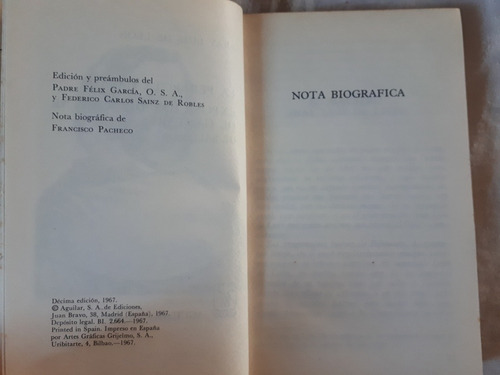 Edición y preámbulos del
PADRE FÉLIX GARCÍA, O. S. A.,
Y FEDERICO CARLOS SAINZ DE ROBLES
Nota biográfica de
FRANCISCO PACHECO
Décima edición, 1967.
© Aguilar, S. A. de Ediciones,
Juan Bravo, 38, Madrid (España), 1967.
Depósito legal. BI. 2.664.—1967.
Printed in Spain. Impreso en España
por Artes Gráficas Grijelmo, S. A.,
Uribitarte, 4, Bilbao.—1967.
NOTA BIOGRAFICA